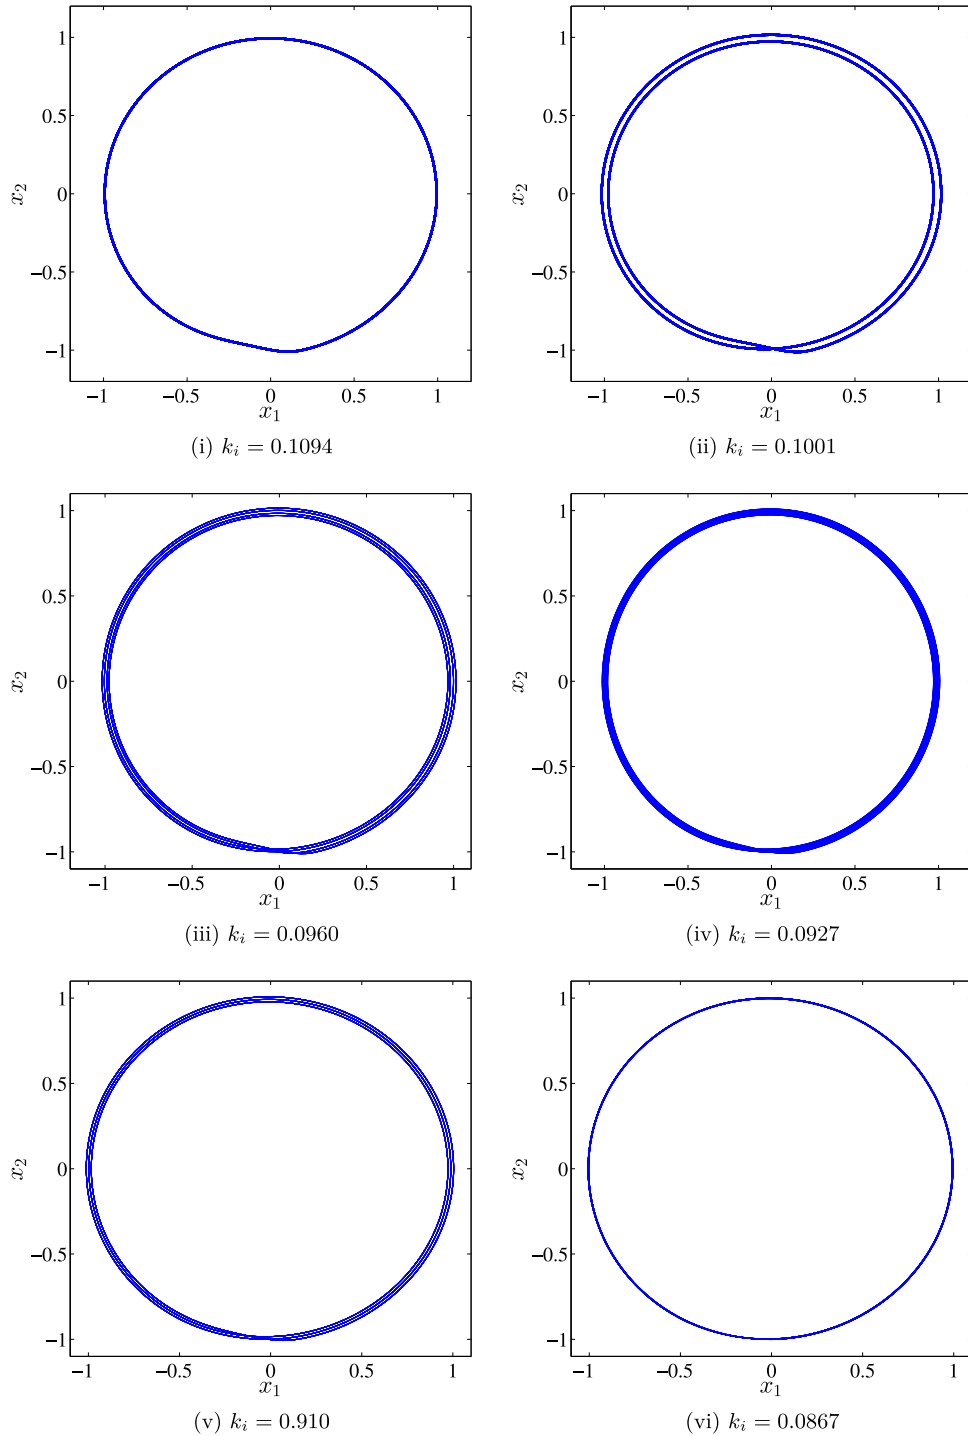 1
0.5
0
−0.5
−1
x₂
−1 −0.5 0 0.5 1
x₁
(i) kᵢ = 0.1094
1
0.5
0
−0.5
−1
x₂
−1 −0.5 0 0.5 1
x₁
(ii) kᵢ = 0.1001
1
0.5
0
−0.5
−1
x₂
−1 −0.5 0 0.5 1
x₁
(iii) kᵢ = 0.0960
1
0.5
0
−0.5
−1
x₂
−1 −0.5 0 0.5 1
x₁
(iv) kᵢ = 0.0927
1
0.5
0
−0.5
−1
x₂
−1 −0.5 0 0.5 1
x₁
(v) kᵢ = 0.910
1
0.5
0
−0.5
−1
x₂
−1 −0.5 0 0.5 1
x₁
(vi) kᵢ = 0.0867